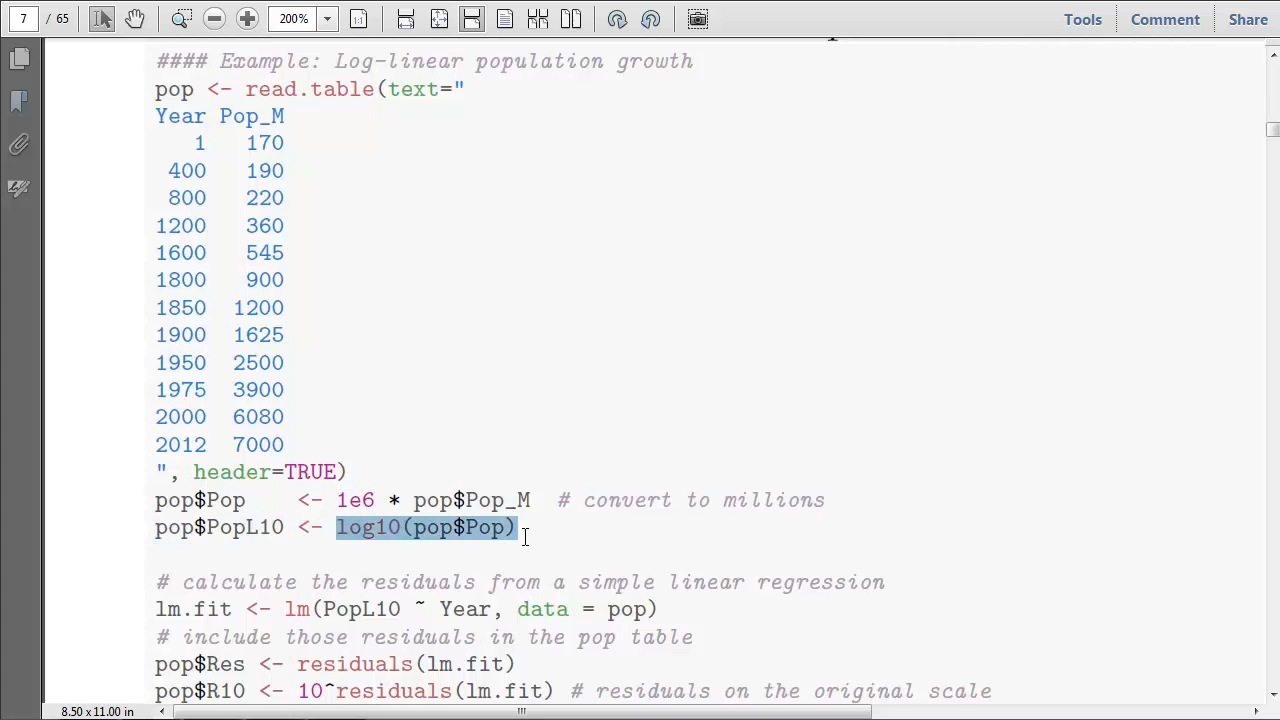 7 / 65 200% Tools Comment Share
#### Example: Log-linear population growth
pop <- read.table(text="
Year Pop_M
1 170
400 190
800 220
1200 360
1600 545
1800 900
1850 1200
1900 1625
1950 2500
1975 3900
2000 6080
2012 7000
", header=TRUE)
pop$Pop <- 1e6 * pop$Pop_M # convert to millions
pop$PopL10 <- log10(pop$Pop)
# calculate the residuals from a simple linear regression
lm.fit <- lm(PopL10 ~ Year, data = pop)
# include those residuals in the pop table
pop$Res <- residuals(lm.fit)
pop$R10 <- 10^residuals(lm.fit) # residuals on the original scale
8.50 x 11.00 in